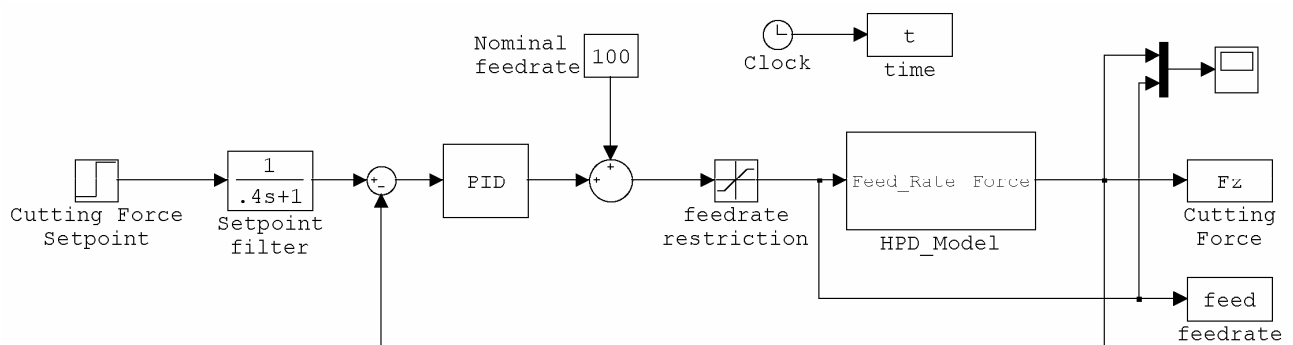 Nominal
feedrate
100
Clock
t
time
Cutting Force
Setpoint
1
.4s+1
Setpoint
filter
+
-
PID
+
+
feedrate
restriction
Feed_Rate Force
HPD_Model
Fz
Cutting
Force
feed
feedrate